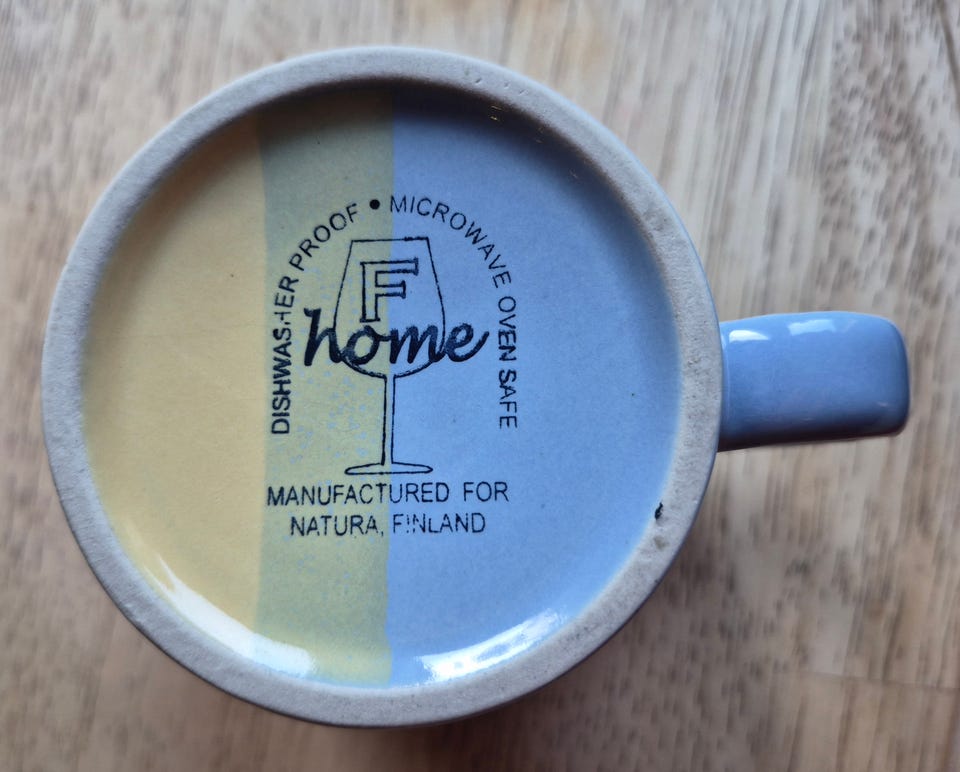 DISHWASHER PROOF • MICROWAVE OVEN SAFE
F
home
MANUFACTURED FOR
NATURA, FINLAND